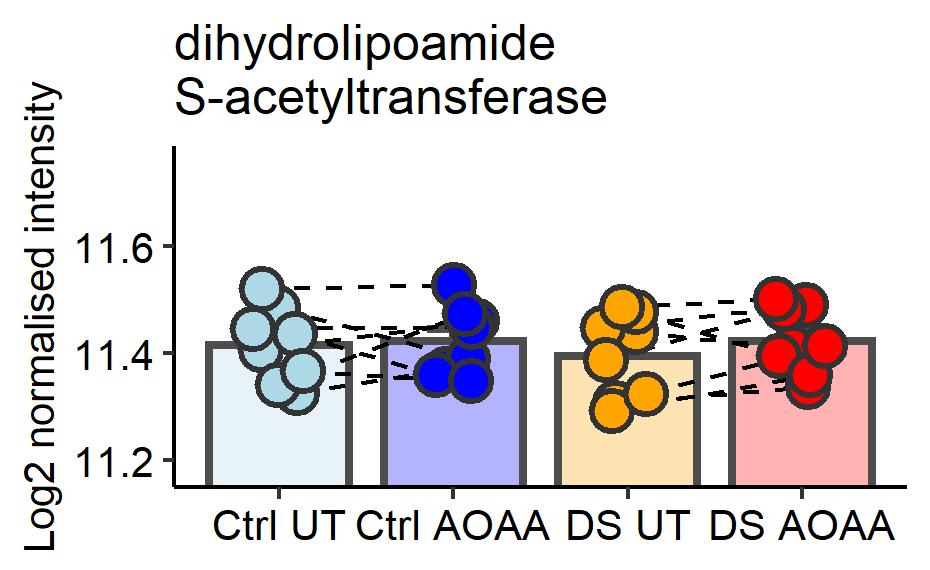 dihydrolipoamide
S-acetyltransferase
Log2 normalised intensity
11.6
11.4
11.2
Ctrl UT Ctrl AOAA DS UT DS AOAA